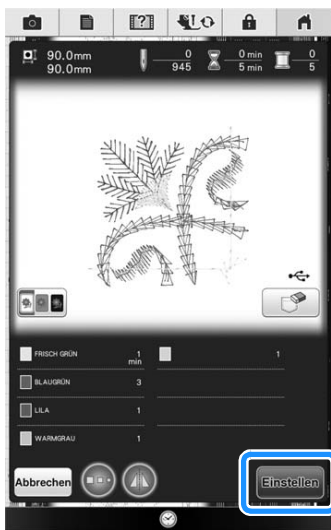 90.0mm 0 0 min 0
90.0mm 945 5 min 5
FRISCH GRÜN 1 min 1
BLAUGRÜN 3
LILA 1
WARMGRAU 1
Abbrechen Einstellen